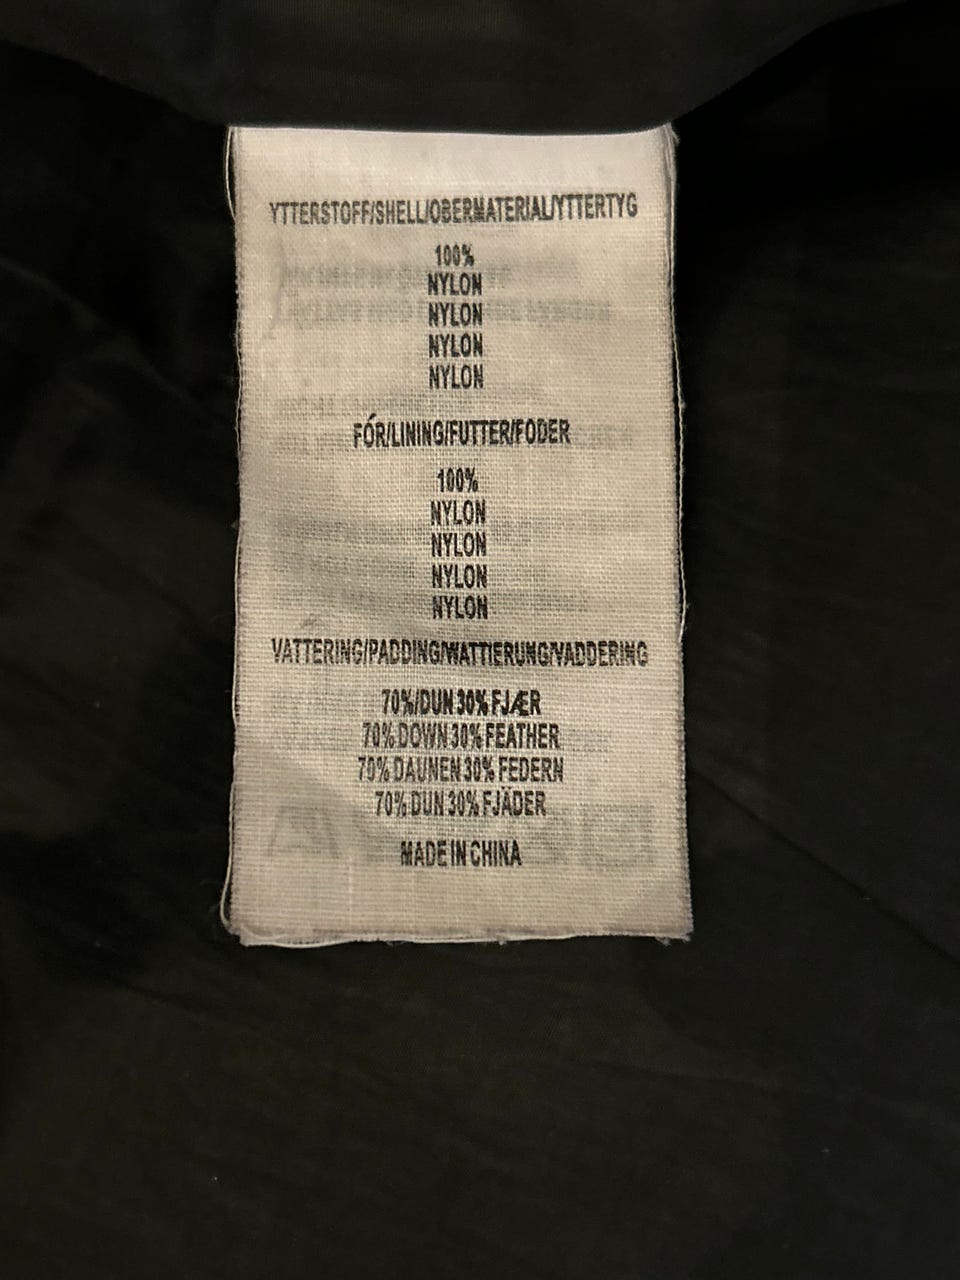 YTTERSTOFF/SHELL/OBERMATERIAL/YTTERTYG
100%
NYLON
NYLON
NYLON
NYLON
FÓR/LINING/FUTTER/FODER
100%
NYLON
NYLON
NYLON
NYLON
VATTERING/PADDING/WATTIERUNG/VADDERING
70%/DUN 30% FJÆR
70% DOWN 30% FEATHER
70% DAUNEN 30% FEDERN
70% DUN 30% FJÄDER
MADE IN CHINA